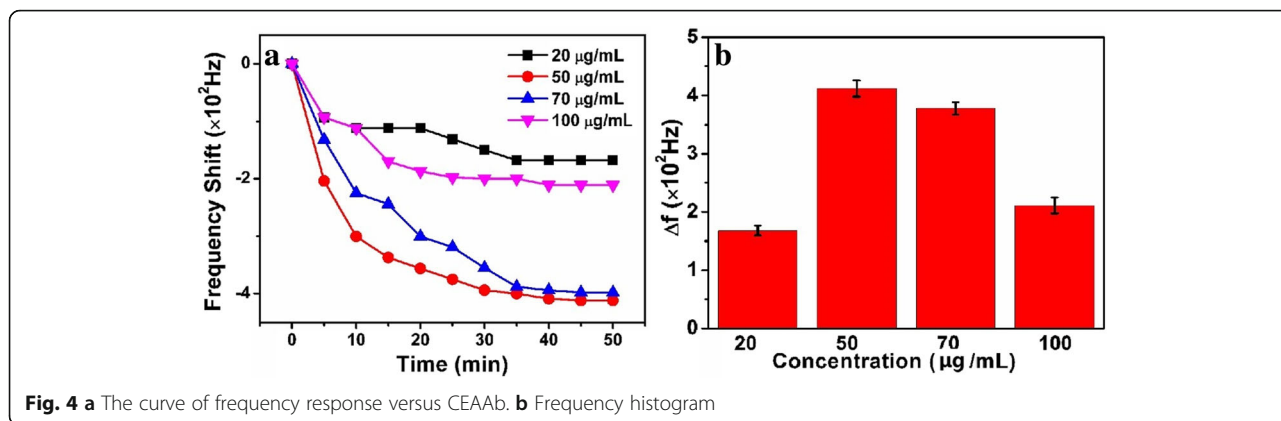 a
20 μg/mL
50 μg/mL
70 μg/mL
100 μg/mL
Frequency Shift (×10²Hz)
0
-2
-4
0 10 20 30 40 50
Time (min)
b
Δf (×10²Hz)
5
4
3
2
1
0
20 50 70 100
Concentration (μg/mL)
Fig. 4 a The curve of frequency response versus CEAAb. b Frequency histogram